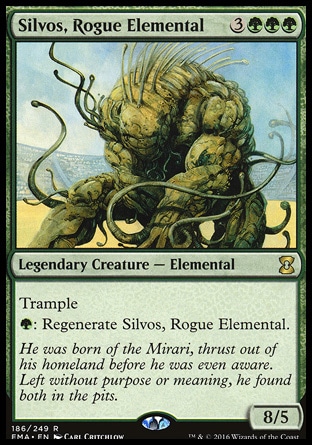 Silvos, Rogue Elemental 3
Legendary Creature — Elemental
Trample
: Regenerate Silvos, Rogue Elemental.
He was born of the Mirari, thrust out of
his homeland before he was even aware.
Left without purpose or meaning, he found
both in the pits.
8/5
186/249 R
EMA • EN Carl Critchlow
™ & © 2016 Wizards of the Coast